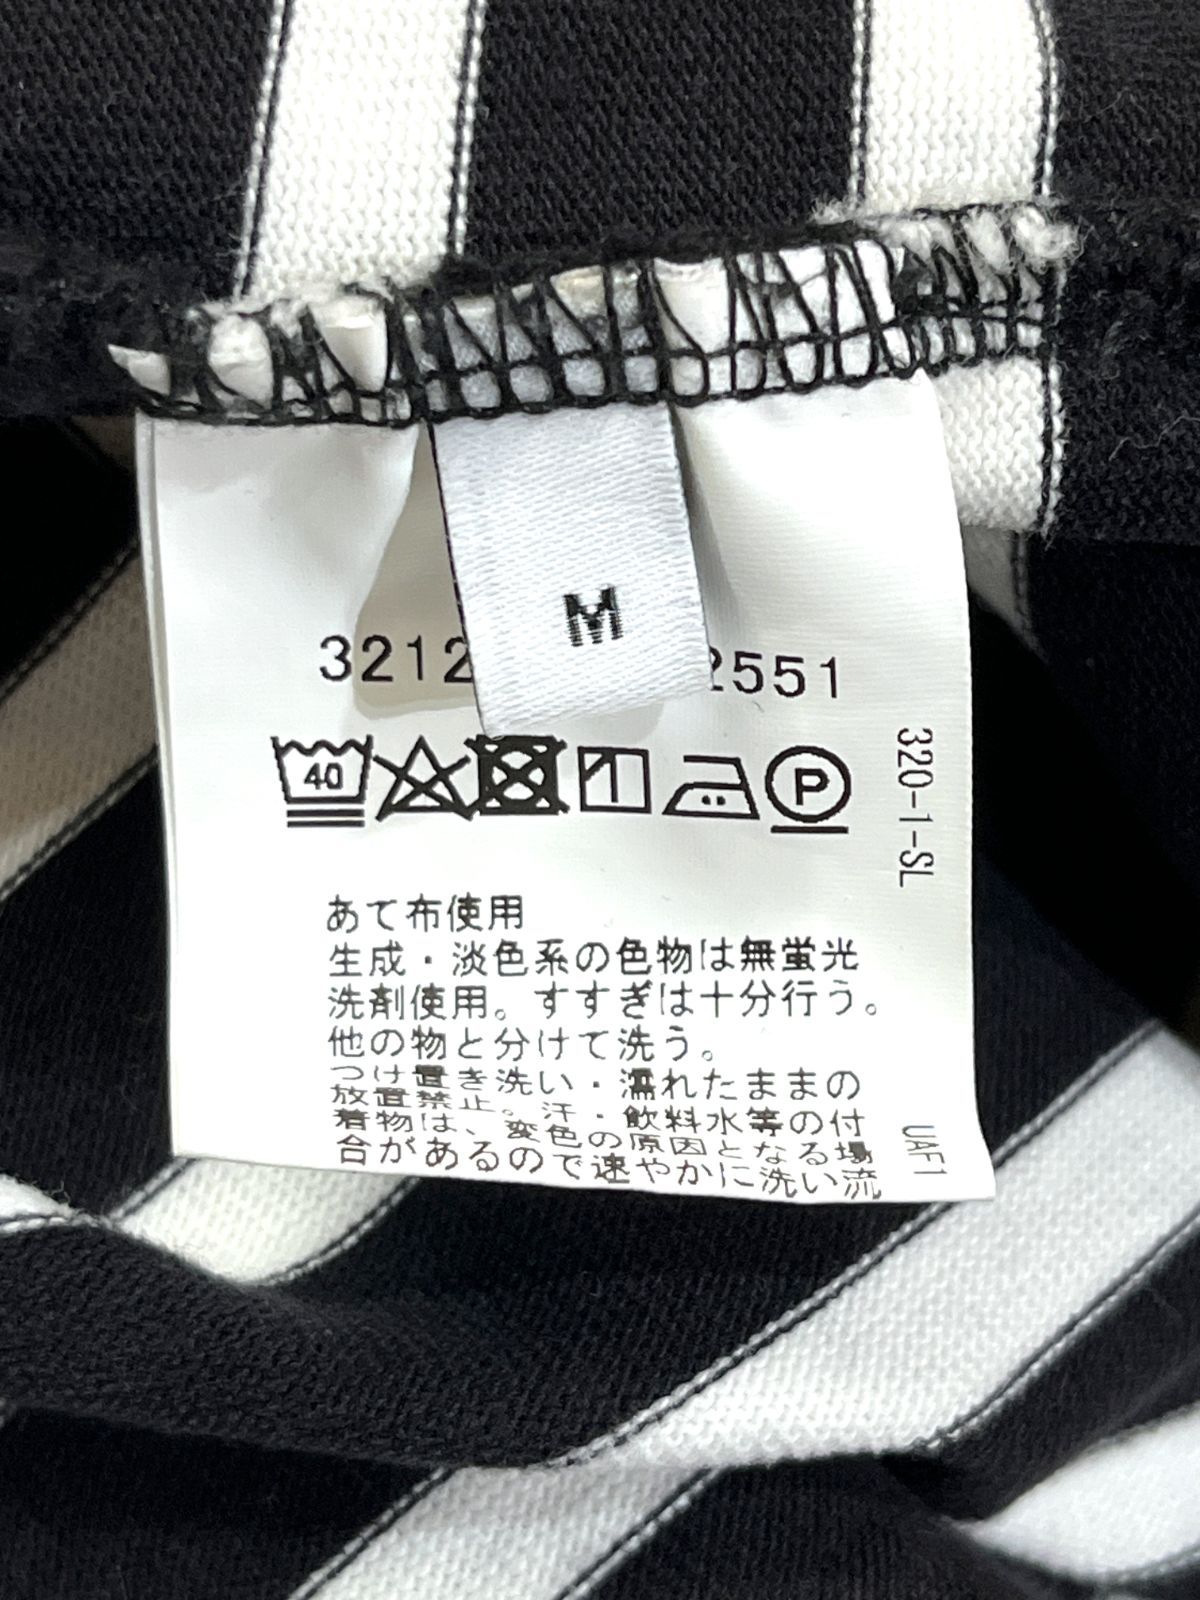 M
3212
2551
40
P
320-1-SL
あて布使用
生成・淡色系の色物は無蛍光
洗剤使用。すすぎは十分行う。
他の物と分けて洗う。
つけ置き洗い・濡れたままの
放置禁止。汗・飲料水等の付
着物は、変色の原因となる場
合があるので速やかに洗い流
UAF1